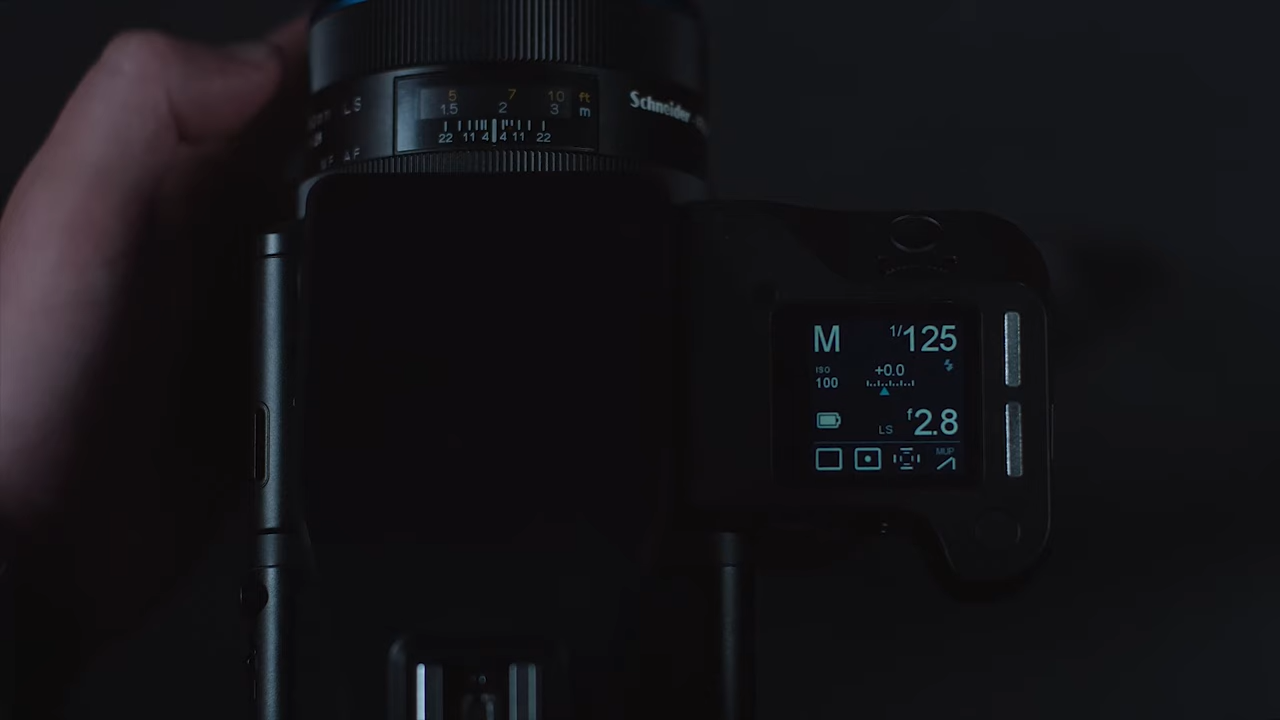 5 7 10 ft
LS
1.5 2 3 m
Schneider
22 11 4 4 11 22
AF
M 1/125
+0.0
ISO
100
LS f2.8
MUP